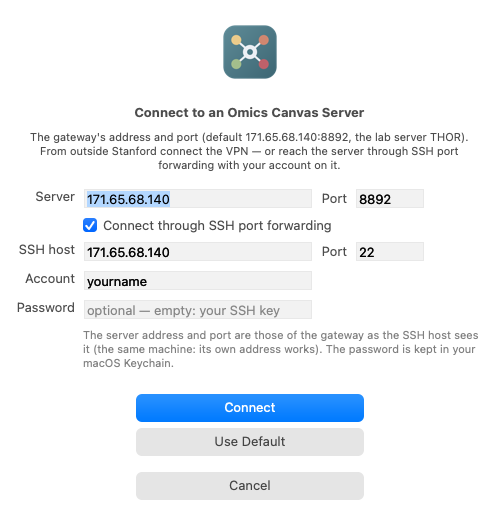 Connect to an Omics Canvas Server
The gateway's address and port (default 171.65.68.140:8892, the lab server THOR).
From outside Stanford connect the VPN — or reach the server through SSH port
forwarding with your account on it.
Server 171.65.68.140 Port 8892
Connect through SSH port forwarding
SSH host 171.65.68.140 Port 22
Account yourname
Password optional — empty: your SSH key
The server address and port are those of the gateway as the SSH host sees
it (the same machine: its own address works). The password is kept in your
macOS Keychain.
Connect
Use Default
Cancel